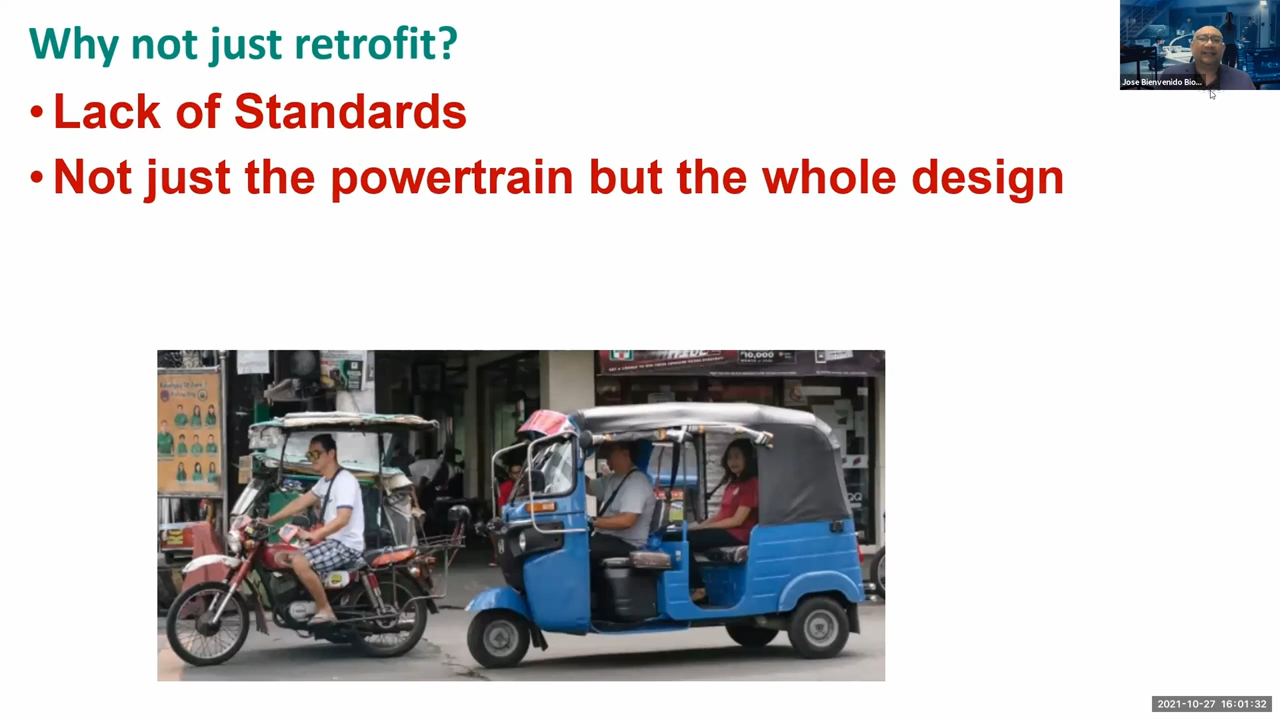 Why not just retrofit?
Jose Bienvenido Bio...
• Lack of Standards
• Not just the powertrain but the whole design
10,000
2021-10-27 16:01:32